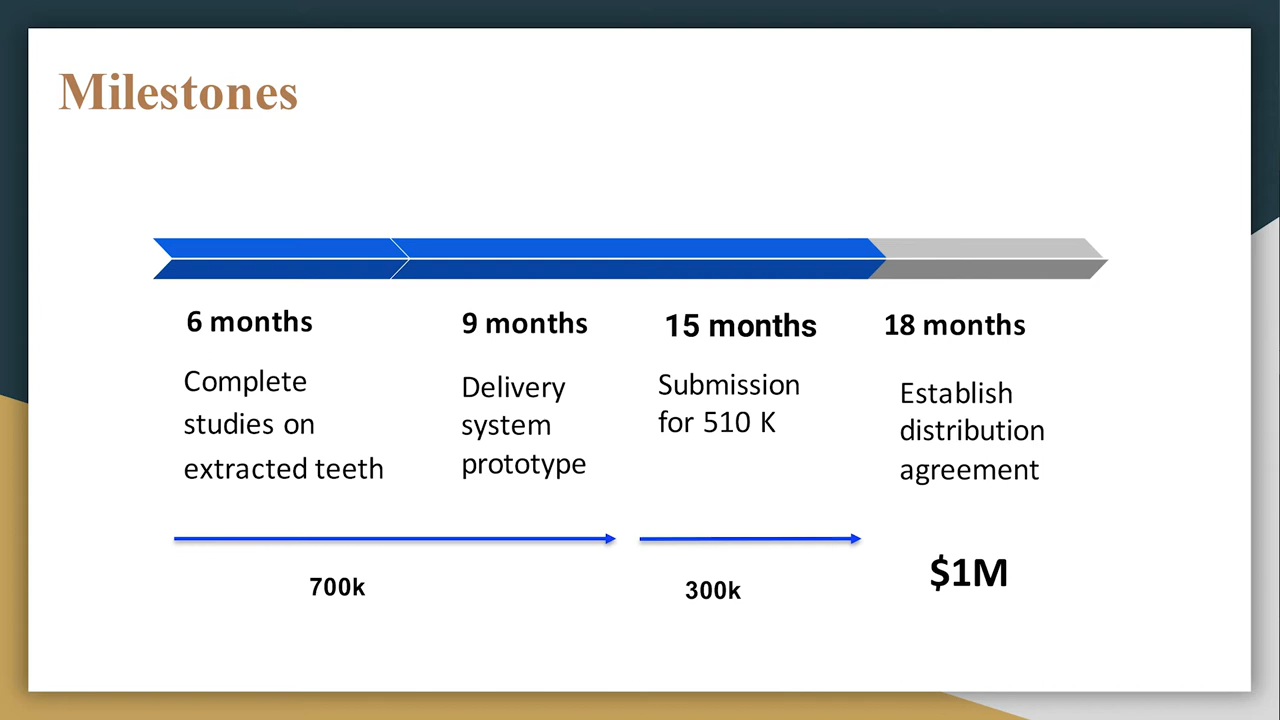 Milestones
6 months
Complete
studies on
extracted teeth
9 months
Delivery
system
prototype
15 months
Submission
for 510 K
18 months
Establish
distribution
agreement
700k
300k
$1M